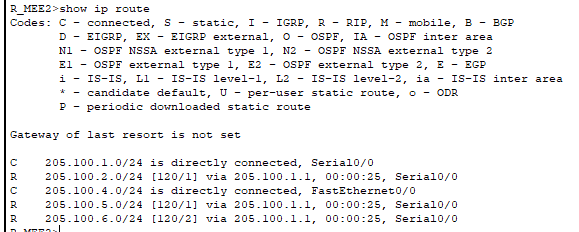 R_MEE2>show ip route
Codes: C - connected, S - static, I - IGRP, R - RIP, M - mobile, B - BGP
       D - EIGRP, EX - EIGRP external, O - OSPF, IA - OSPF inter area
       N1 - OSPF NSSA external type 1, N2 - OSPF NSSA external type 2
       E1 - OSPF external type 1, E2 - OSPF external type 2, E - EGP
       i - IS-IS, L1 - IS-IS level-1, L2 - IS-IS level-2, ia - IS-IS inter area
       * - candidate default, U - per-user static route, o - ODR
       P - periodic downloaded static route
Gateway of last resort is not set
C    205.100.1.0/24 is directly connected, Serial0/0
R    205.100.2.0/24 [120/1] via 205.100.1.1, 00:00:25, Serial0/0
C    205.100.4.0/24 is directly connected, FastEthernet0/0
R    205.100.5.0/24 [120/1] via 205.100.1.1, 00:00:25, Serial0/0
R    205.100.6.0/24 [120/2] via 205.100.1.1, 00:00:25, Serial0/0
R_MEE2>